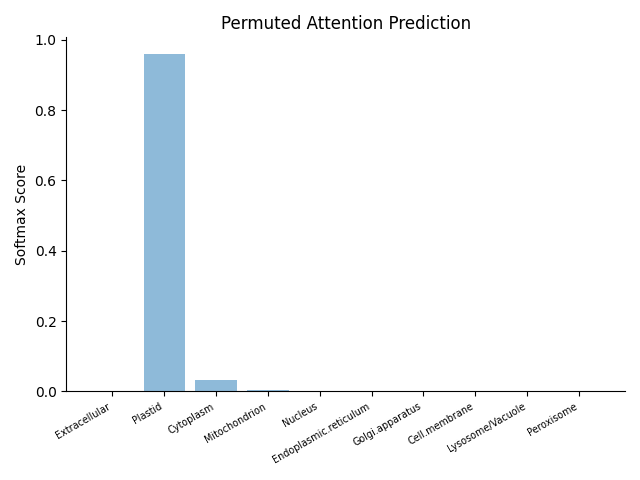 Permuted Attention Prediction
Softmax Score
1.0
0.8
0.6
0.4
0.2
0.0
Extracellular
Plastid
Cytoplasm
Mitochondrion
Nucleus
Endoplasmic.reticulum
Golgi.apparatus
Cell.membrane
Lysosome/Vacuole
Peroxisome